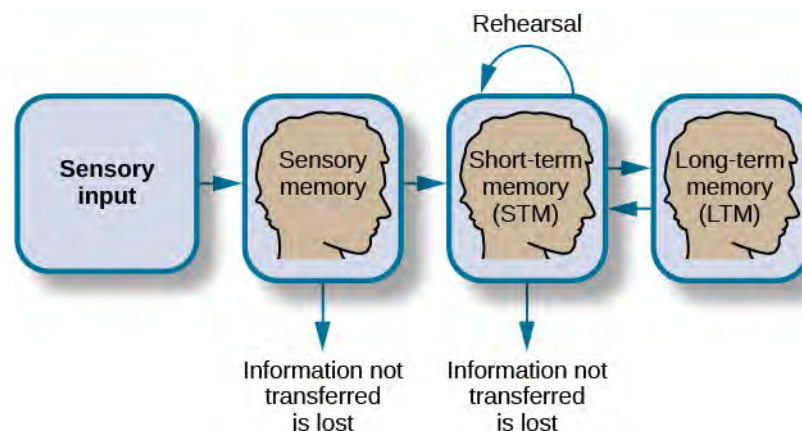 Rehearsal
Sensory
input
Sensory
memory
Short-term
memory
(STM)
Long-term
memory
(LTM)
Information not
transferred
is lost
Information not
transferred
is lost